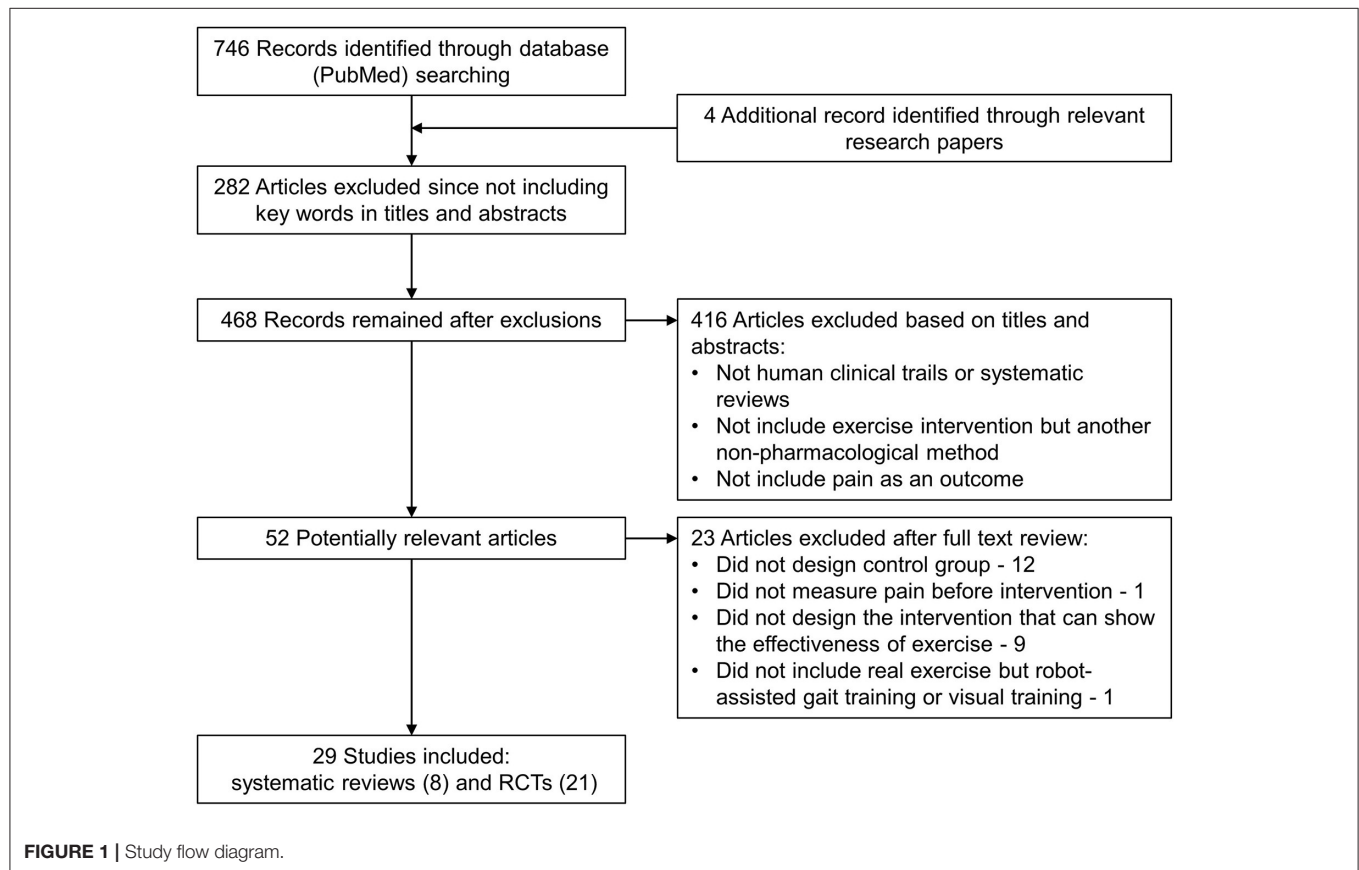 746 Records identified through database
(PubMed) searching
4 Additional record identified through relevant
research papers
282 Articles excluded since not including
key words in titles and abstracts
468 Records remained after exclusions
416 Articles excluded based on titles and
abstracts:
• Not human clinical trails or systematic
reviews
• Not include exercise intervention but another
non-pharmacological method
• Not include pain as an outcome
52 Potentially relevant articles
23 Articles excluded after full text review:
• Did not design control group - 12
• Did not measure pain before intervention - 1
• Did not design the intervention that can show
the effectiveness of exercise - 9
• Did not include real exercise but robot-
assisted gait training or visual training - 1
29 Studies included:
systematic reviews (8) and RCTs (21)
FIGURE 1 | Study flow diagram.